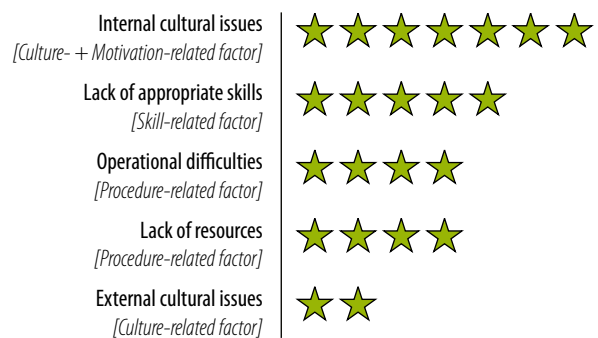 Internal cultural issues
[Culture- + Motivation-related factor]
Lack of appropriate skills
[Skill-related factor]
Operational difficulties
[Procedure-related factor]
Lack of resources
[Procedure-related factor]
External cultural issues
[Culture-related factor]